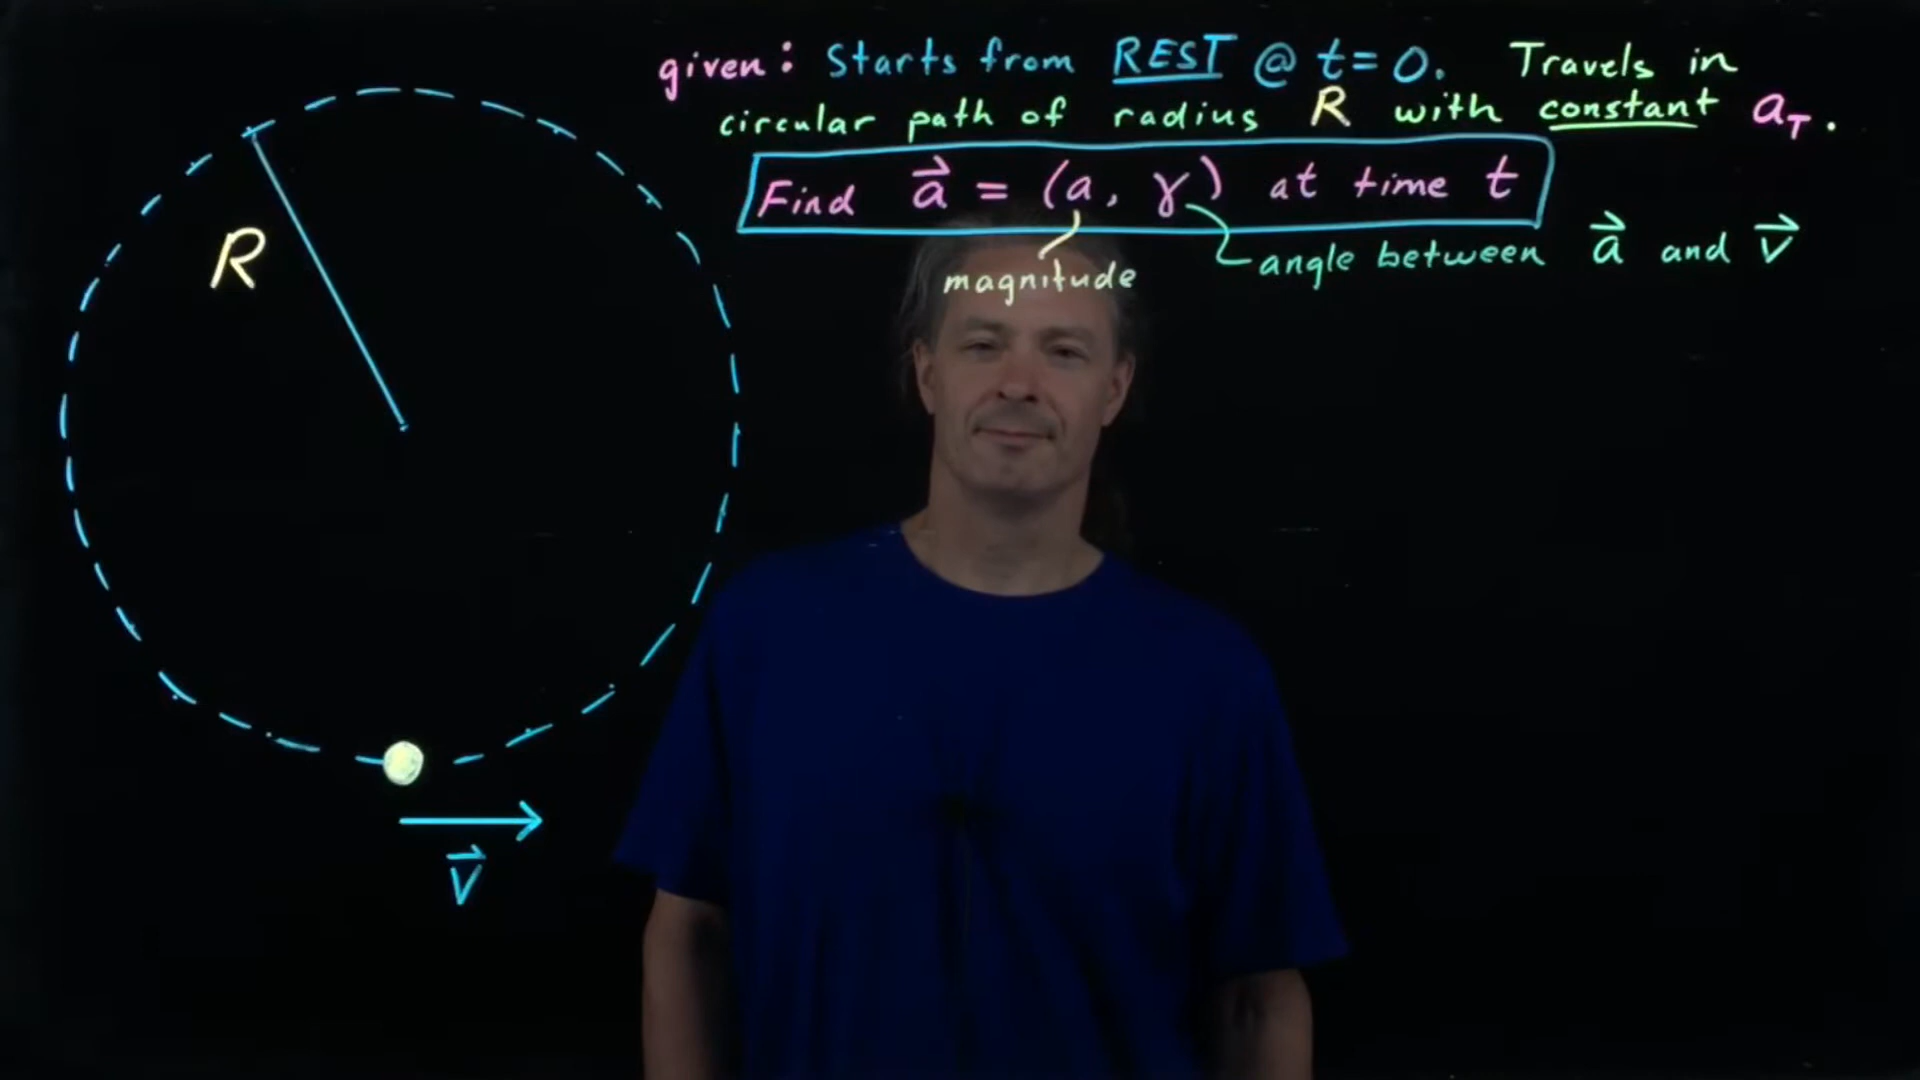 given: Starts from REST @ t=0. Travels in
circular path of radius R with constant a_T.
Find a⃗ = (a, γ) at time t
magnitude
angle between a⃗ and v⃗
R
v⃗